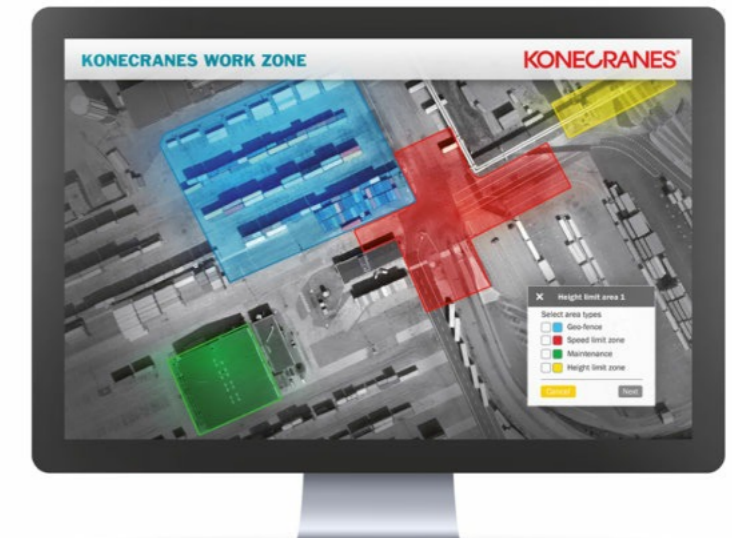 KONECRANES WORK ZONE
KONECRANES®
X Height limit area 1
Select area types
Geo-fence
Speed limit zone
Maintenance
Height limit zone
Cancel
Next